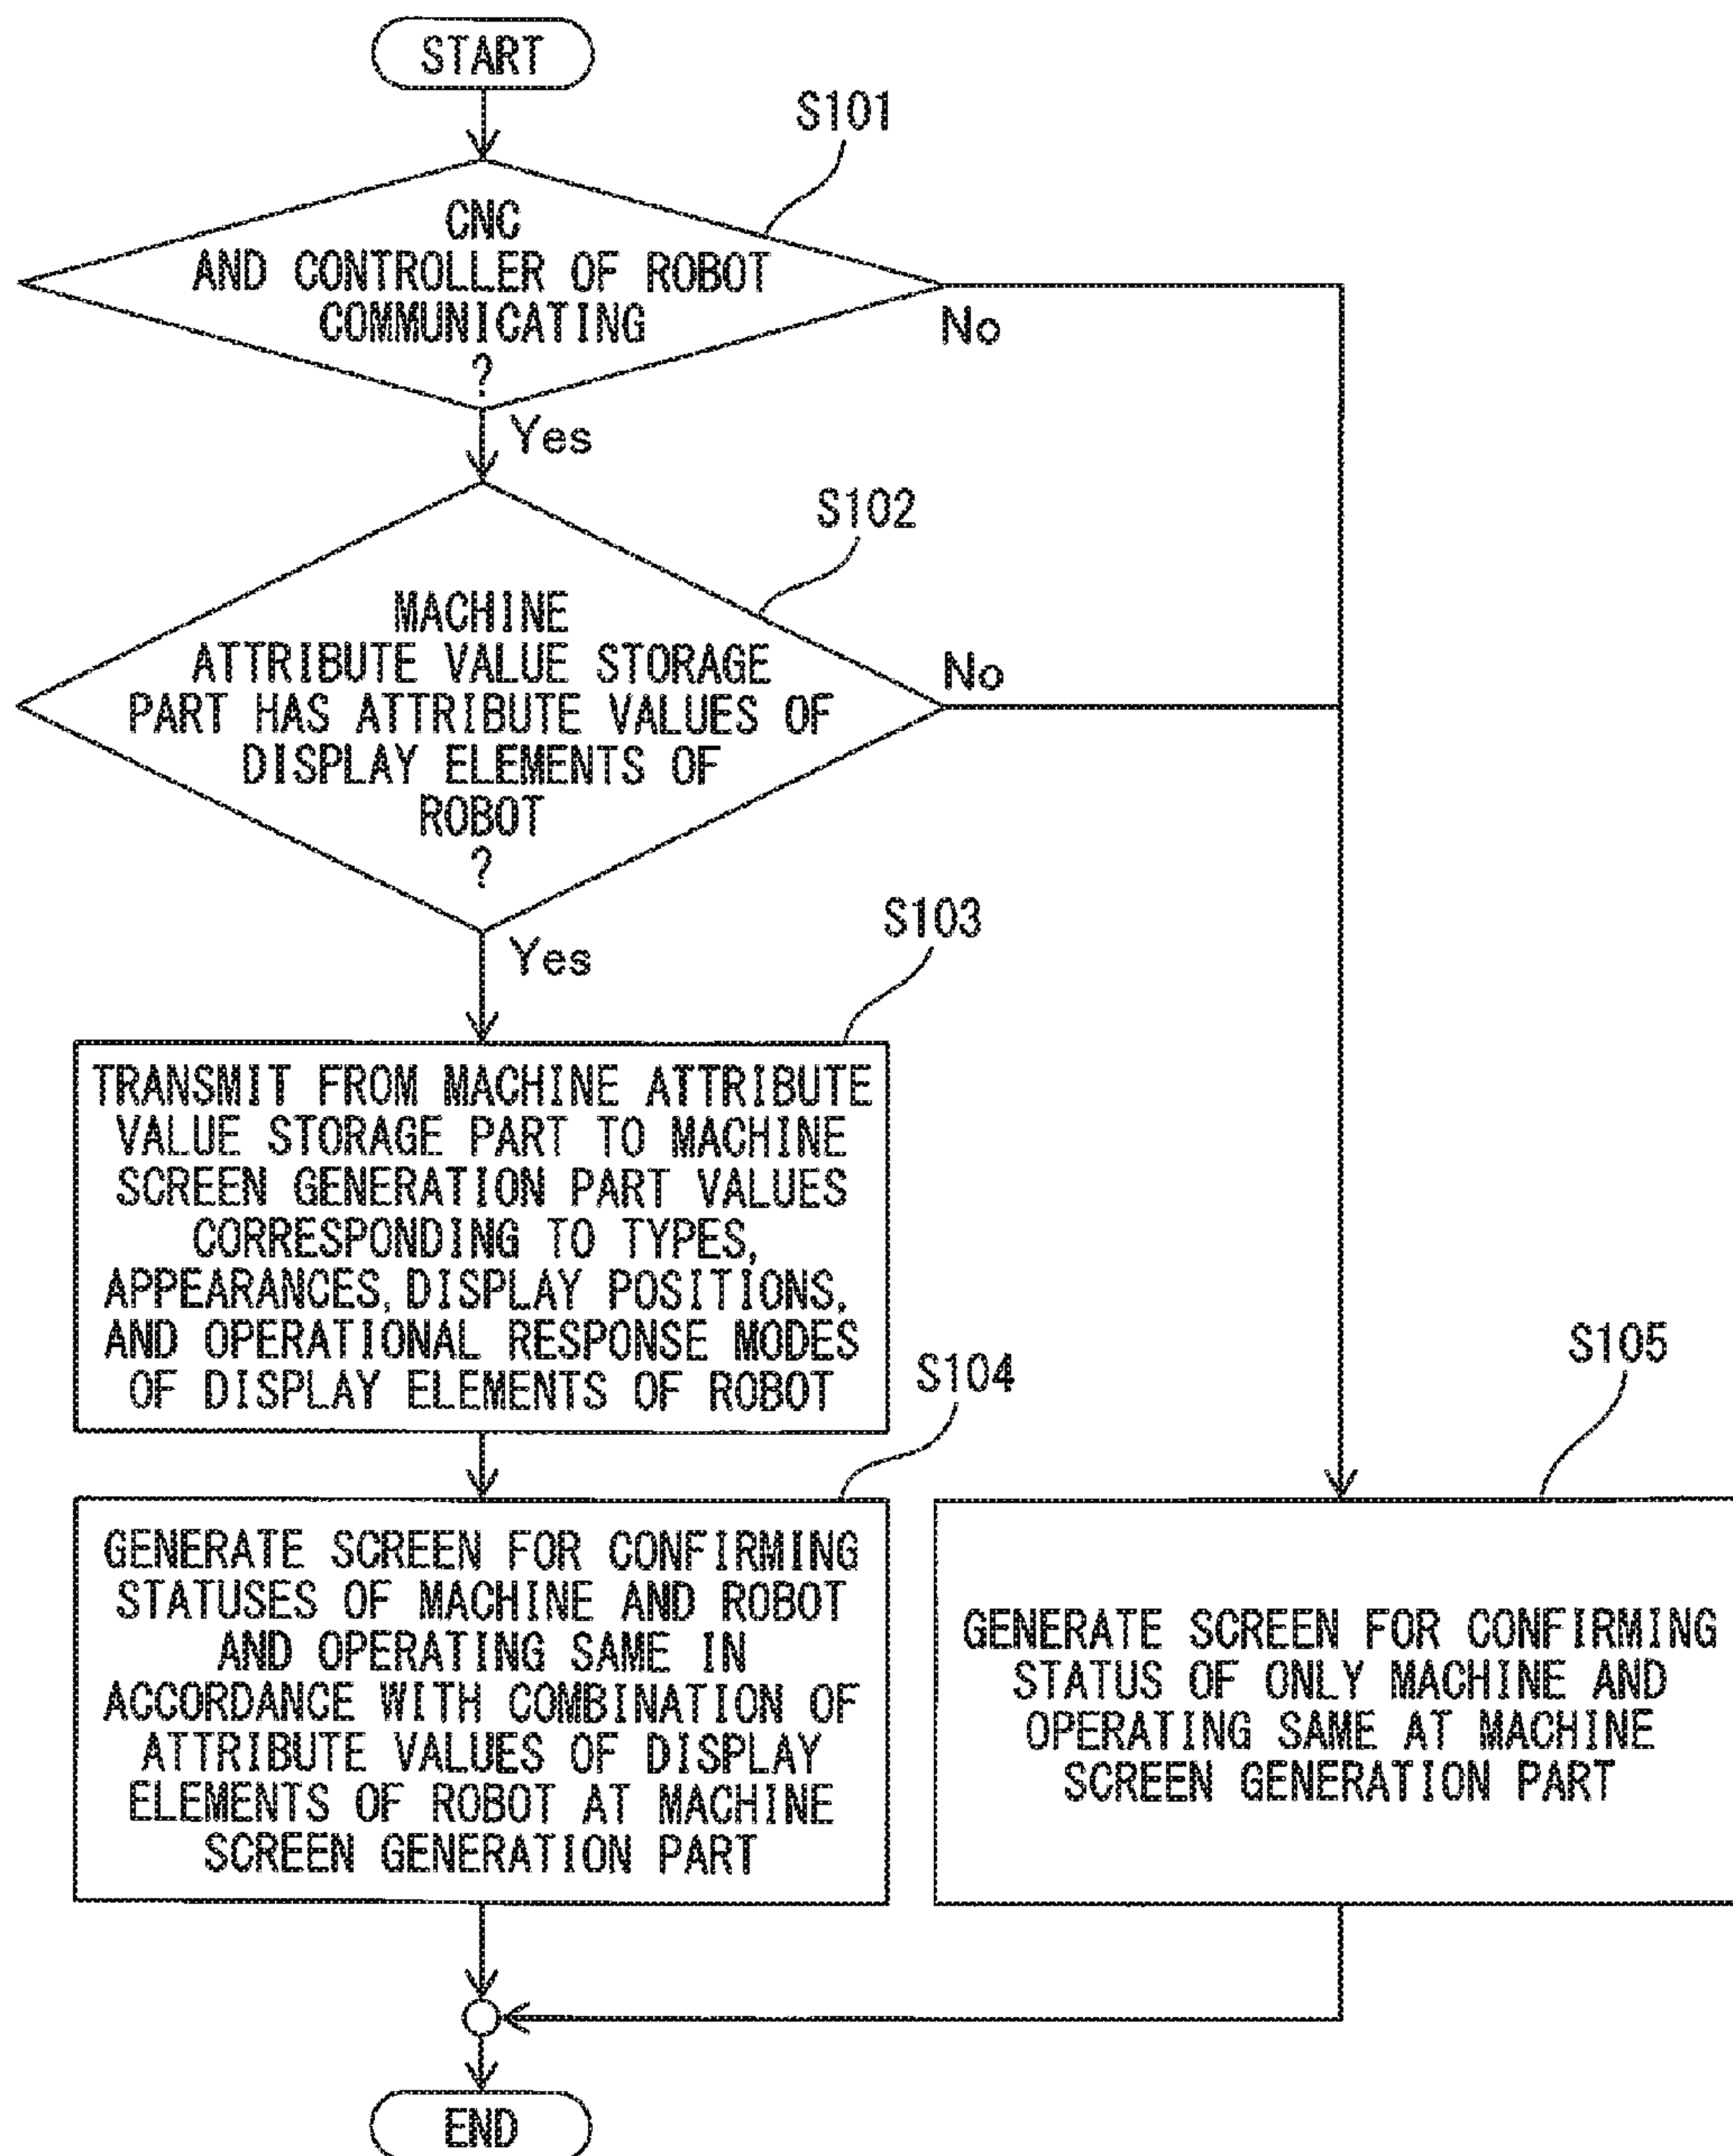 START
S101
CNC
AND CONTROLLER OF ROBOT
COMMUNICATING
?
No
Yes
S102
MACHINE
ATTRIBUTE VALUE STORAGE
PART HAS ATTRIBUTE VALUES OF
DISPLAY ELEMENTS OF
ROBOT
?
No
Yes
S103
TRANSMIT FROM MACHINE ATTRIBUTE
VALUE STORAGE PART TO MACHINE
SCREEN GENERATION PART VALUES
CORRESPONDING TO TYPES,
APPEARANCES, DISPLAY POSITIONS,
AND OPERATIONAL RESPONSE MODES
OF DISPLAY ELEMENTS OF ROBOT
S104
GENERATE SCREEN FOR CONFIRMING
STATUSES OF MACHINE AND ROBOT
AND OPERATING SAME IN
ACCORDANCE WITH COMBINATION OF
ATTRIBUTE VALUES OF DISPLAY
ELEMENTS OF ROBOT AT MACHINE
SCREEN GENERATION PART
S105
GENERATE SCREEN FOR CONFIRMING
STATUS OF ONLY MACHINE AND
OPERATING SAME AT MACHINE
SCREEN GENERATION PART
END